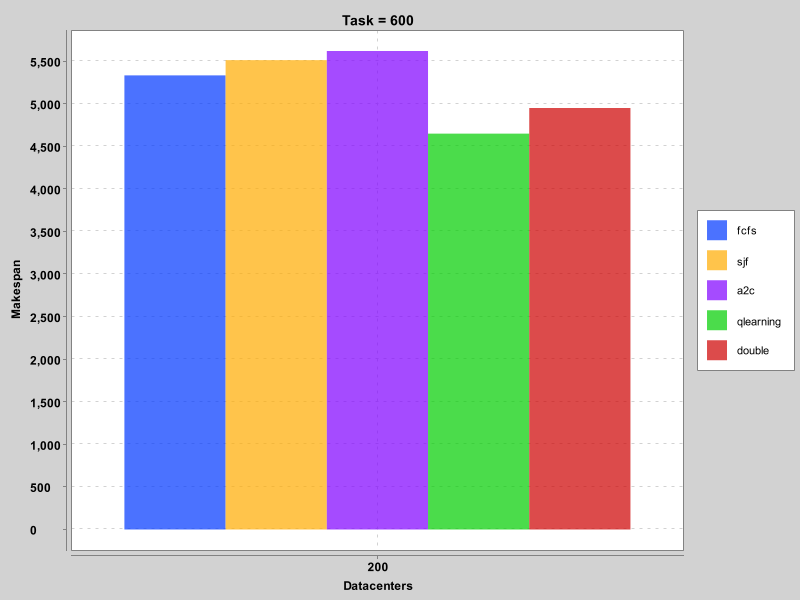 Task = 600
Makespan
5,500
5,000
4,500
4,000
3,500
3,000
2,500
2,000
1,500
1,000
500
0
200
Datacenters
fcfs
sjf
a2c
qlearning
double